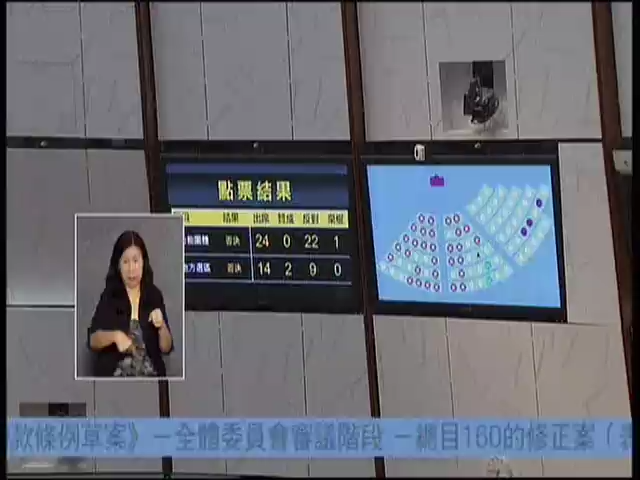 點票結果
結果 出席 贊成 反對 棄權
功能團體 否決 24 0 22 1
地方選區 否決 14 2 9 0
款條例草案》－全體委員會審議階段 －總目160的修正案（